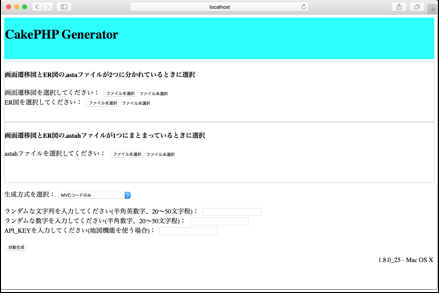 localhost
CakePHP Generator
画面遷移図とER図の.astaファイルが2つに分かれているときに選択
画面遷移図を選択してください： ファイルを選択 ファイル未選択
ER図を選択してください： ファイルを選択 ファイル未選択
画面遷移図とER図の.astahファイルが1つにまとまっているときに選択
astahファイルを選択してください： ファイルを選択 ファイル未選択
生成方式を選択： MVCコードのみ
ランダムな文字列を入力してください(半角英数字、20〜50文字程：
ランダムな数字を入力してください(半角数字、20〜50文字程：
API_KEYを入力してください(地図機能を使う場合)：
自動生成
1.8.0_25 - Mac OS X